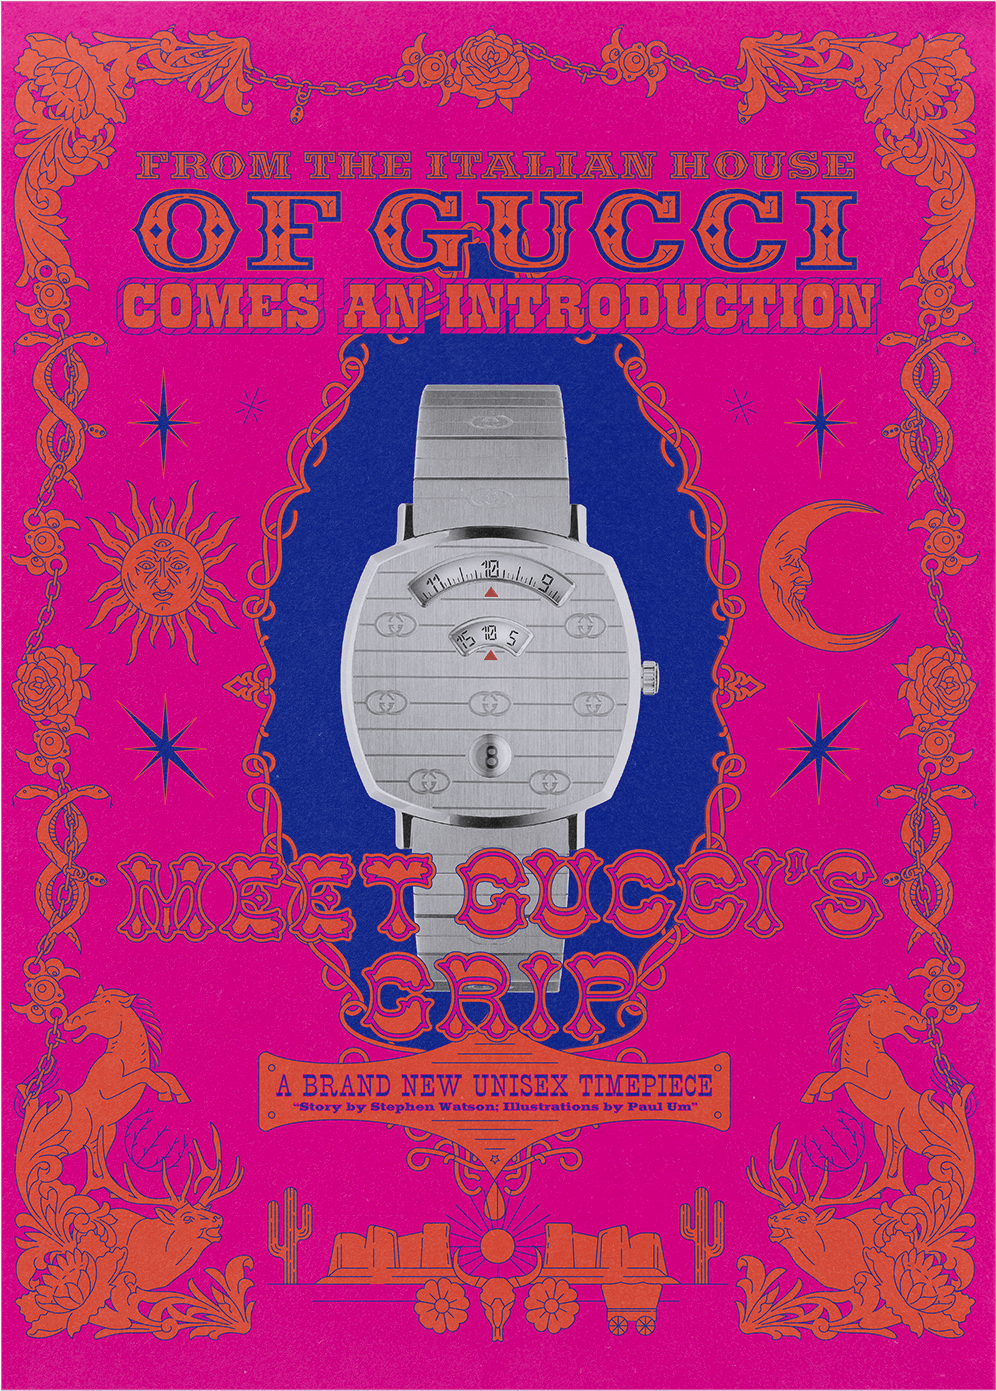 FROM THE ITALIAN HOUSE
OF GUCCI
COMES AN INTRODUCTION
11 10 9
15 10 5
8
MEET GUCCI'S
GRIP
A BRAND NEW UNISEX TIMEPIECE
“Story by Stephen Watson; Illustrations by Paul Um”